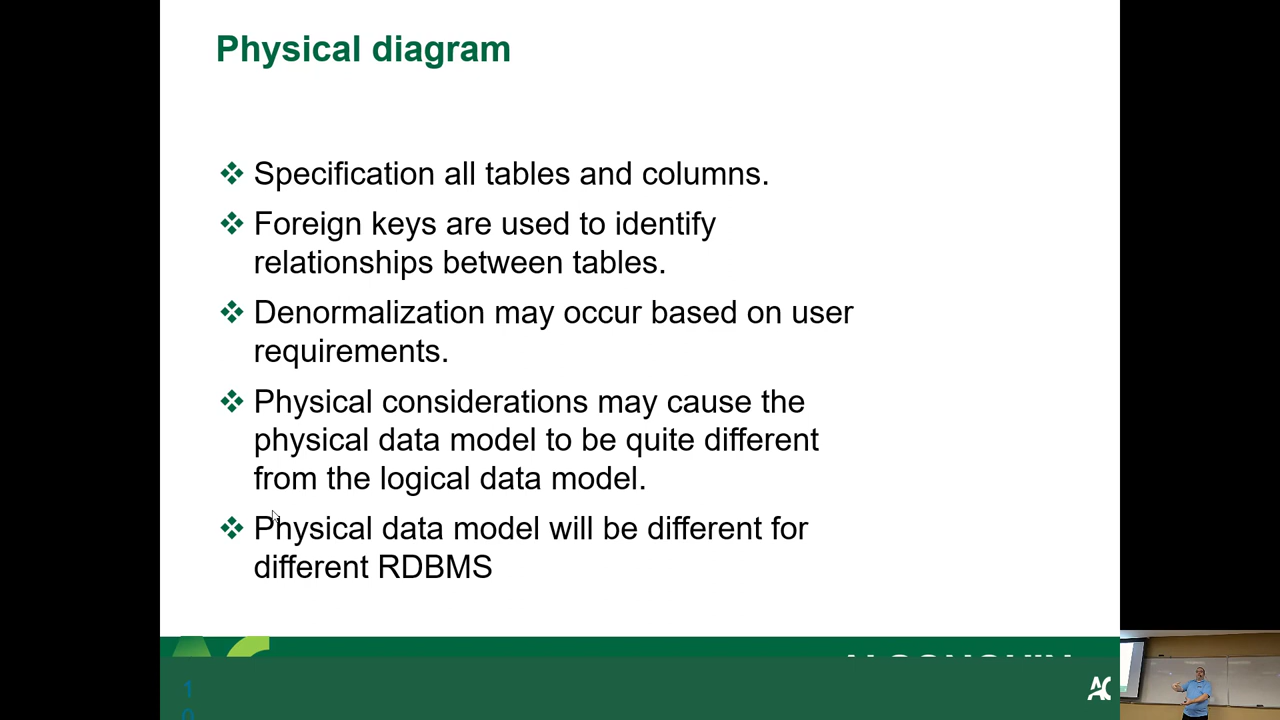 Physical diagram
Specification all tables and columns.
Foreign keys are used to identify
relationships between tables.
Denormalization may occur based on user
requirements.
Physical considerations may cause the
physical data model to be quite different
from the logical data model.
Physical data model will be different for
different RDBMS
AC